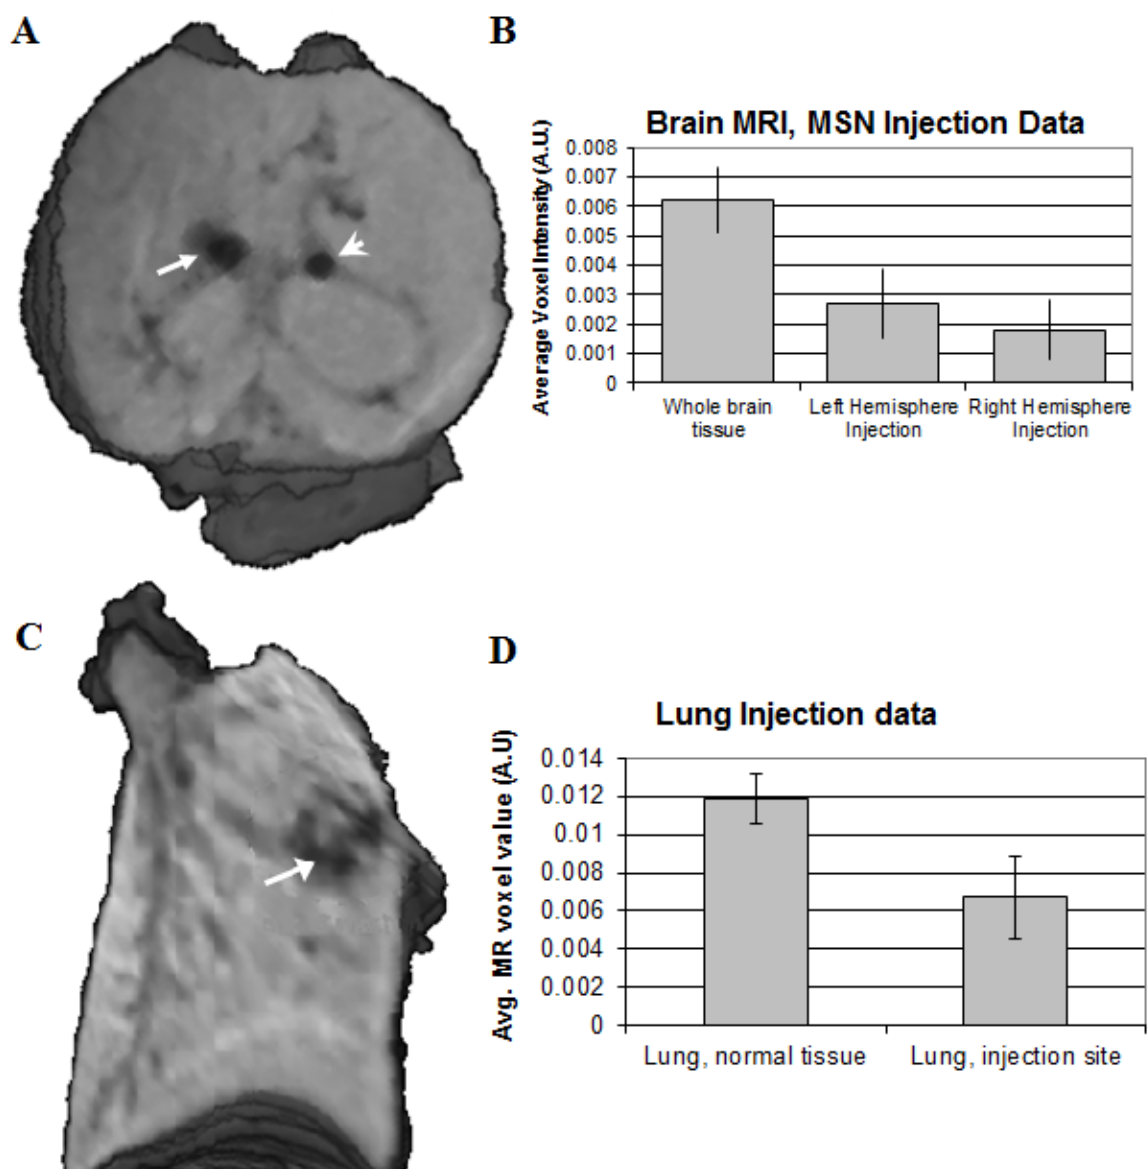 A
B
Brain MRI, MSN Injection Data
Average Voxel Intensity (A.U.)
0.008
0.007
0.006
0.005
0.004
0.003
0.002
0.001
0
Whole brain
tissue
Left Hemisphere
Injection
Right Hemisphere
Injection
C
D
Lung Injection data
Avg. MR voxel value (A.U)
0.014
0.012
0.01
0.008
0.006
0.004
0.002
0
Lung, normal tissue
Lung, injection site